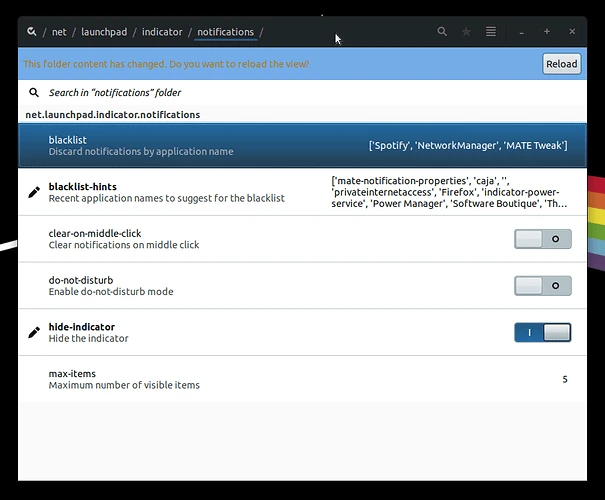 / net / launchpad / indicator / notifications /
This folder content has changed. Do you want to reload the view?
Reload
Search in “notifications” folder
net.launchpad.indicator.notifications
blacklist
Discard notifications by application name
['Spotify', 'NetworkManager', 'MATE Tweak']
blacklist-hints
Recent application names to suggest for the blacklist
['mate-notification-properties', 'caja', '',
'privateinternetaccess', 'Firefox', 'indicator-power-
service', 'Power Manager', 'Software Boutique', 'Th…
clear-on-middle-click
Clear notifications on middle click
do-not-disturb
Enable do-not-disturb mode
hide-indicator
Hide the indicator
max-items
Maximum number of visible items
5